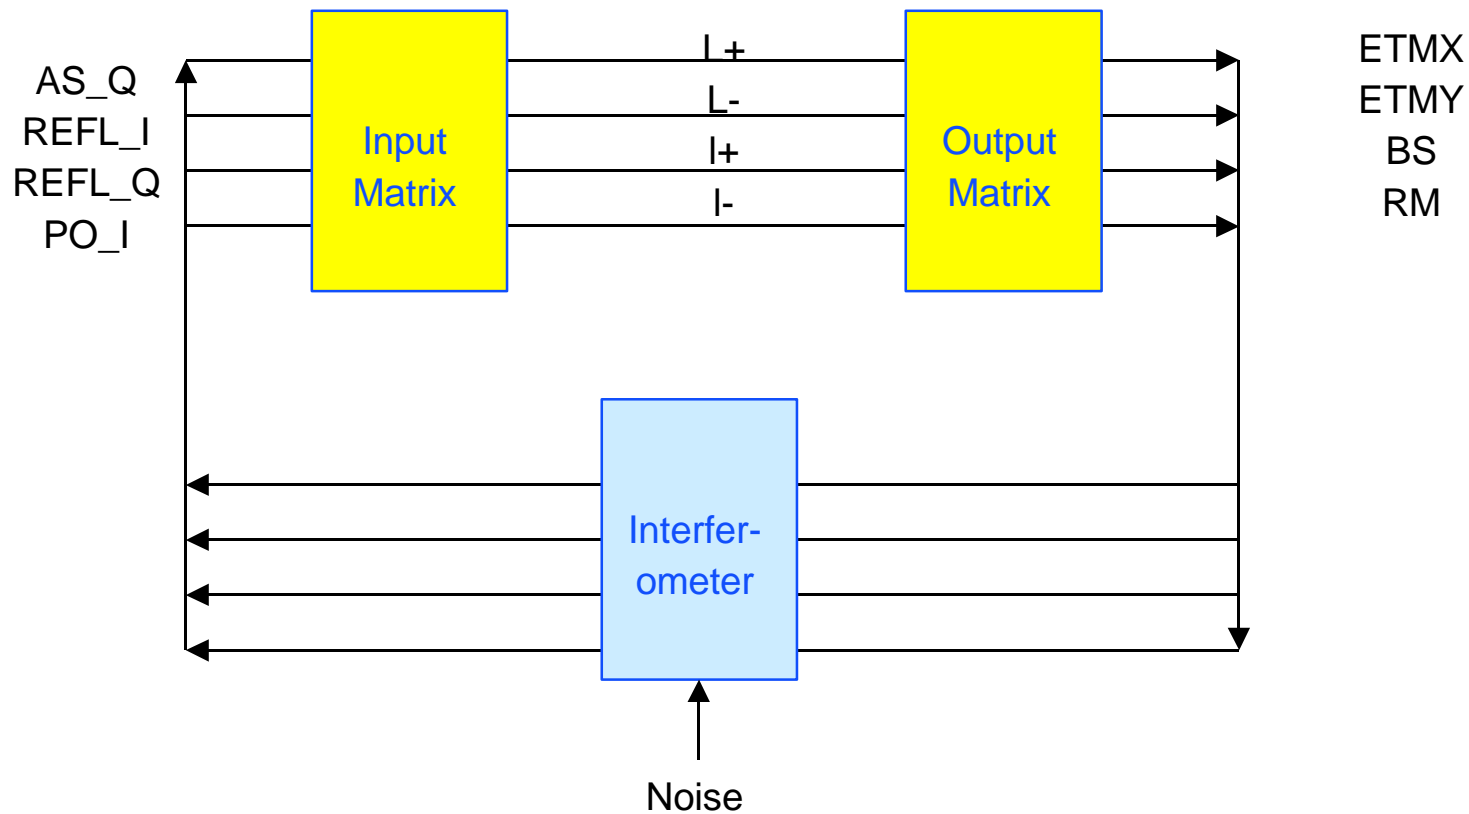 AS_Q
REFL_I
REFL_Q
PO_I
Input
Matrix
L+
L-
l+
l-
Output
Matrix
ETMX
ETMY
BS
RM
Interfer-
ometer
Noise